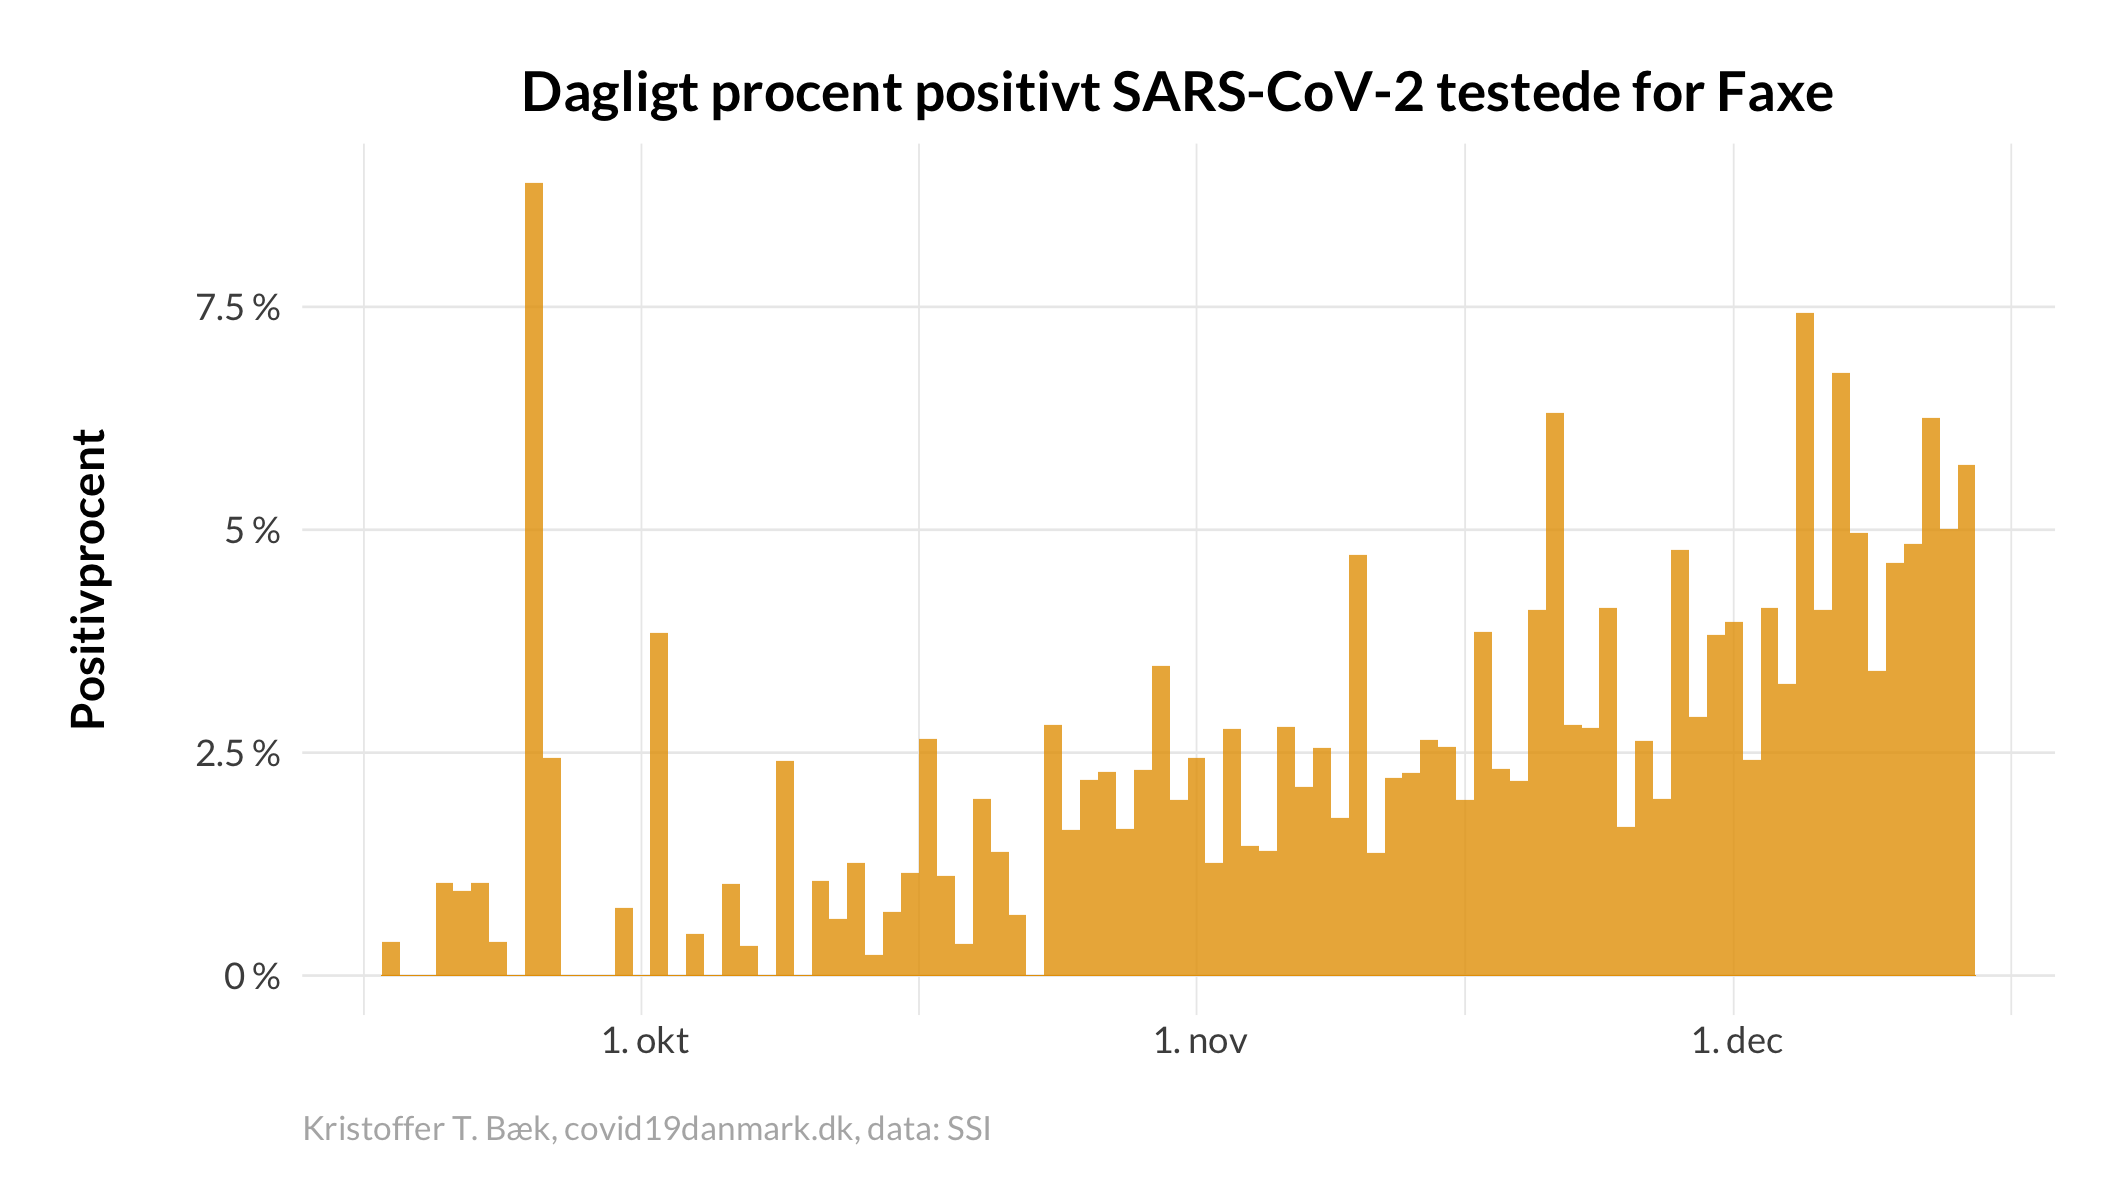 Dagligt procent positivt SARS-CoV-2 testede for Faxe
Positivprocent
7.5 %
5 %
2.5 %
0 %
1. okt
1. nov
1. dec
Kristoffer T. Bæk, covid19danmark.dk, data: SSI